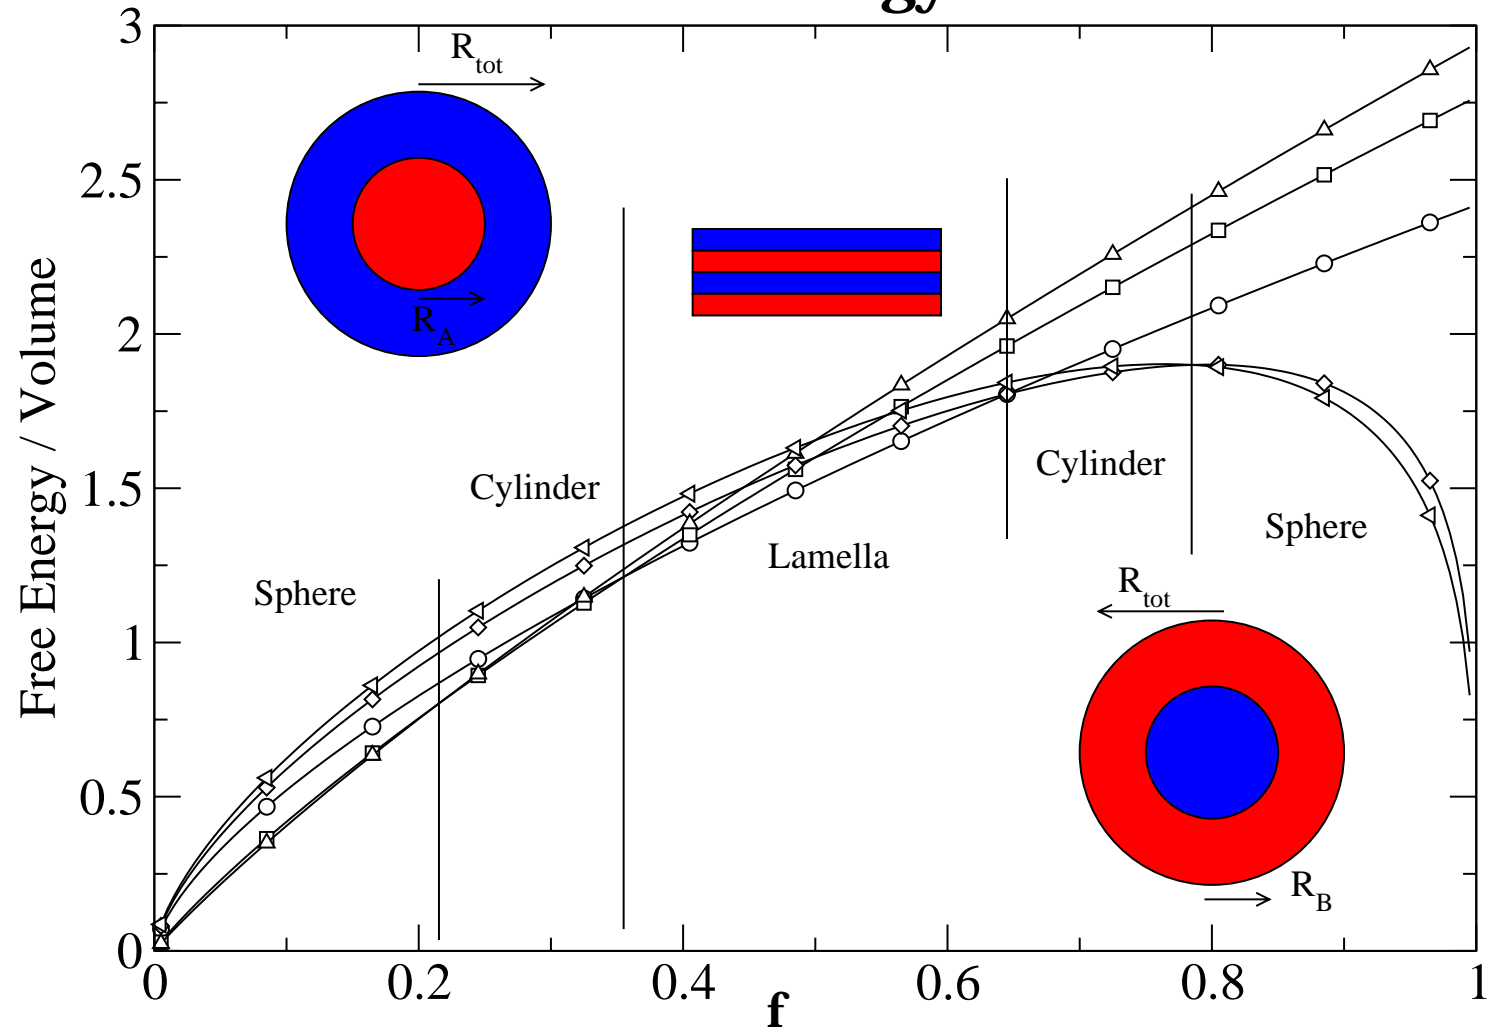 3
2.5
2
1.5
1
0.5
0
Free Energy / Volume
R_tot
R_A
Cylinder
Sphere
Lamella
Cylinder
Sphere
R_tot
R_B
0
0.2
0.4
0.6
0.8
1
f